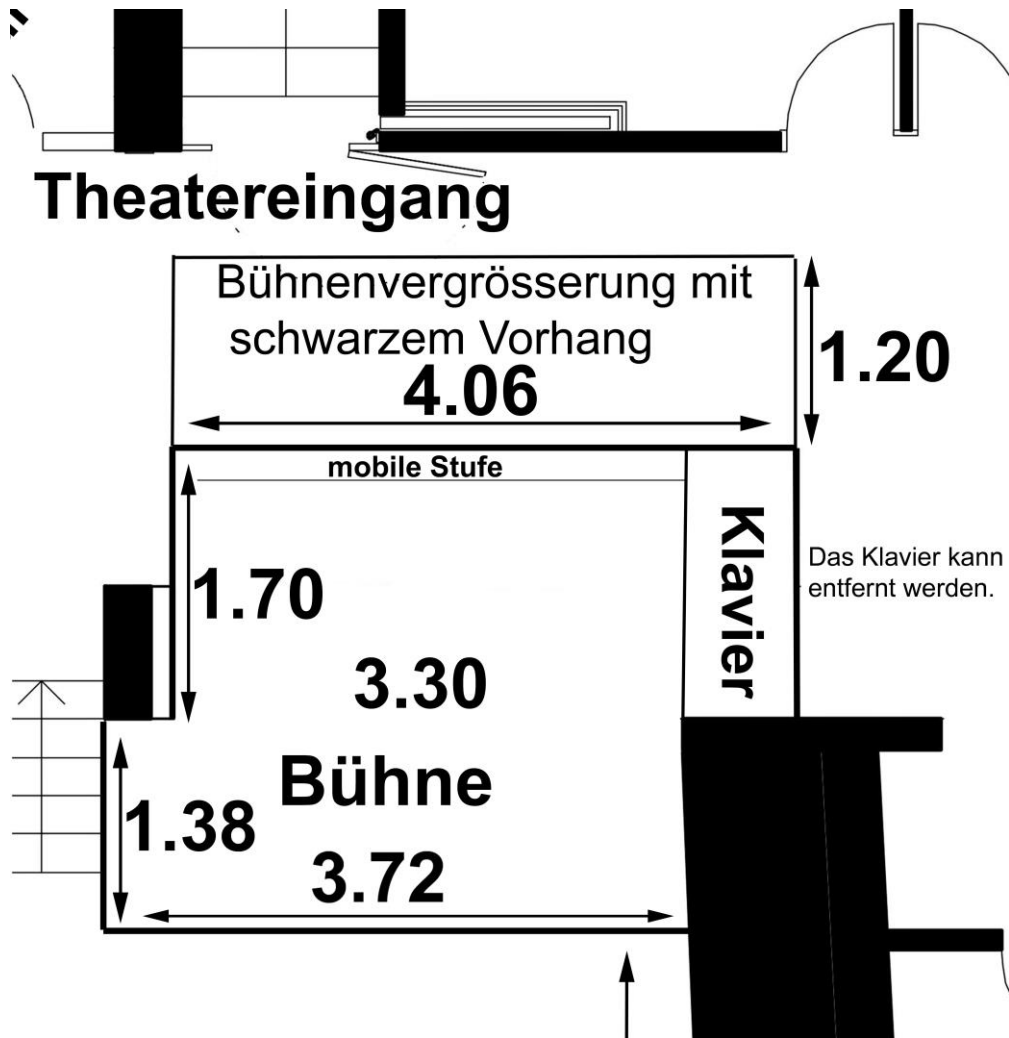 Theatereingang
Bühnenvergrösserung mit
schwarzem Vorhang
4.06
1.20
mobile Stufe
Klavier
Das Klavier kann
entfernt werden.
1.70
3.30
Bühne
1.38
3.72